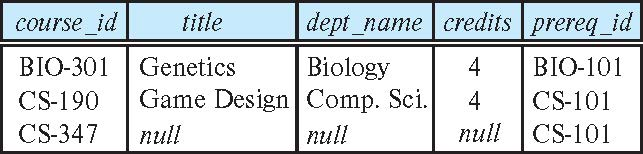 course_id title dept_name credits prereq_id
BIO-301 Genetics Biology 4 BIO-101
CS-190 Game Design Comp. Sci. 4 CS-101
CS-347 null null null CS-101